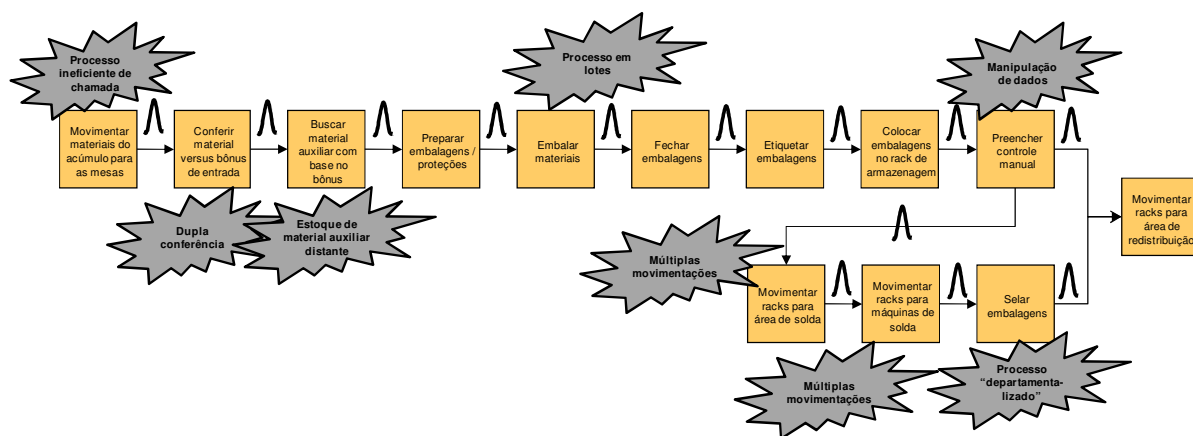 Processo
ineficiente de
chamada
Processo em
lotes
Manipulação
de dados
Movimentar
materiais do
acúmulo para
as mesas
Conferir
material
versus bônus
de entrada
Buscar
material
auxiliar com
base no
bônus
Preparar
embalagens /
proteções
Embalar
materiais
Fechar
embalagens
Etiquetar
embalagens
Colocar
embalagens
no rack de
armazenagem
Preencher
controle
manual
Movimentar
racks para
área de
redistribuição
Dupla
conferência
Estoque de
material auxiliar
distante
Múltiplas
movimentações
Movimentar
racks para
área de solda
Movimentar
racks para
máquinas de
solda
Selar
embalagens
Múltiplas
movimentações
Processo
“departamenta-
lizado”